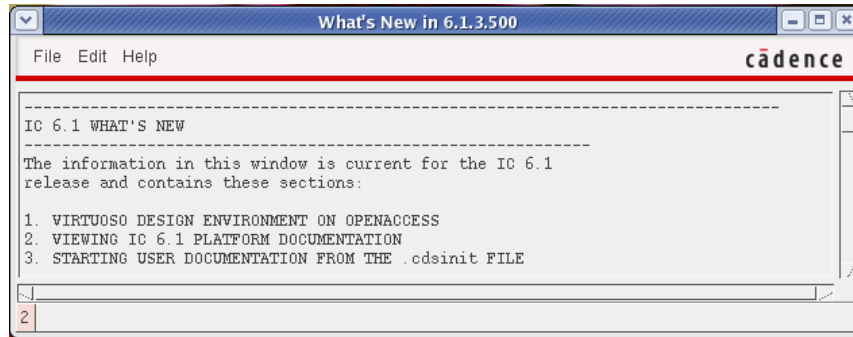 What's New in 6.1.3.500
File Edit Help
cādence
--------------------------------------------------------------------------------
IC 6.1 WHAT'S NEW
------------------------------------------------------------
The information in this window is current for the IC 6.1
release and contains these sections:
1. VIRTUOSO DESIGN ENVIRONMENT ON OPENACCESS
2. VIEWING IC 6.1 PLATFORM DOCUMENTATION
3. STARTING USER DOCUMENTATION FROM THE .cdsinit FILE
2